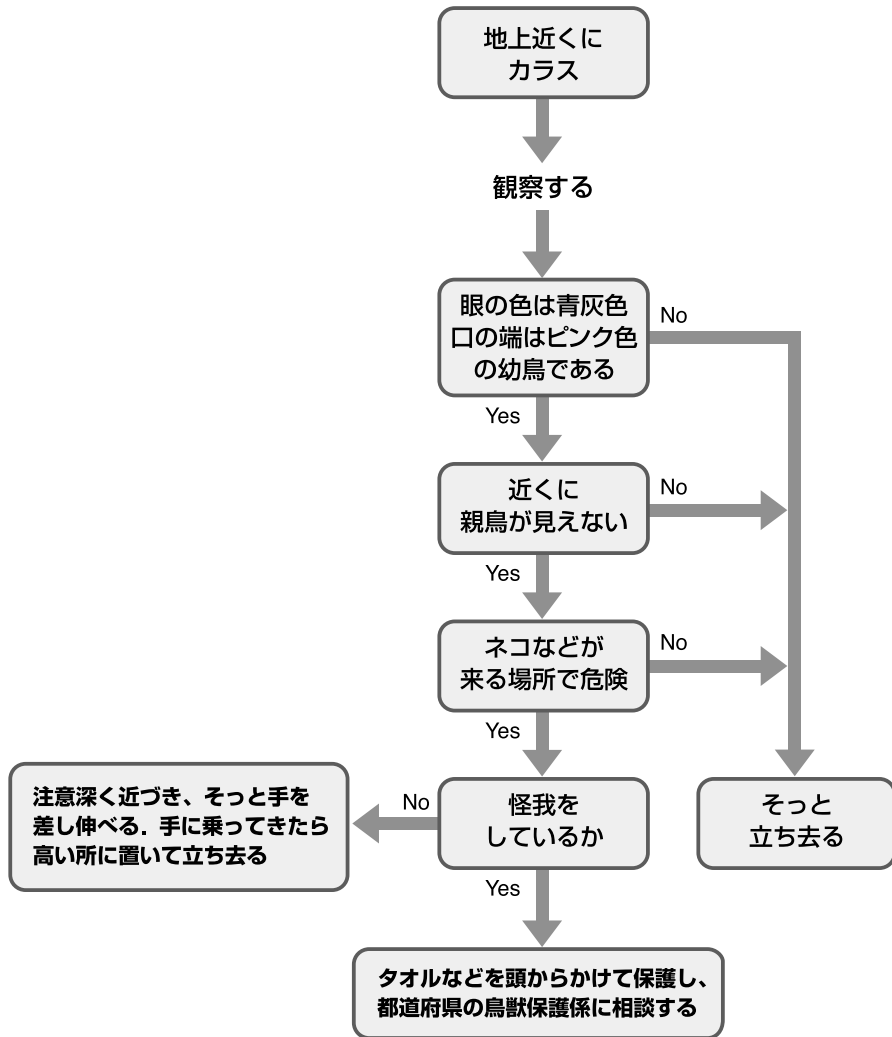 地上近くに
カラス
観察する
眼の色は青灰色
口の端はピンク色
の幼鳥である
No
Yes
近くに
親鳥が見えない
No
Yes
ネコなどが
来る場所で危険
No
Yes
怪我を
しているか
No
注意深く近づき、そっと手を
差し伸べる．手に乗ってきたら
高い所に置いて立ち去る
そっと
立ち去る
Yes
タオルなどを頭からかけて保護し、
都道府県の鳥獣保護係に相談する